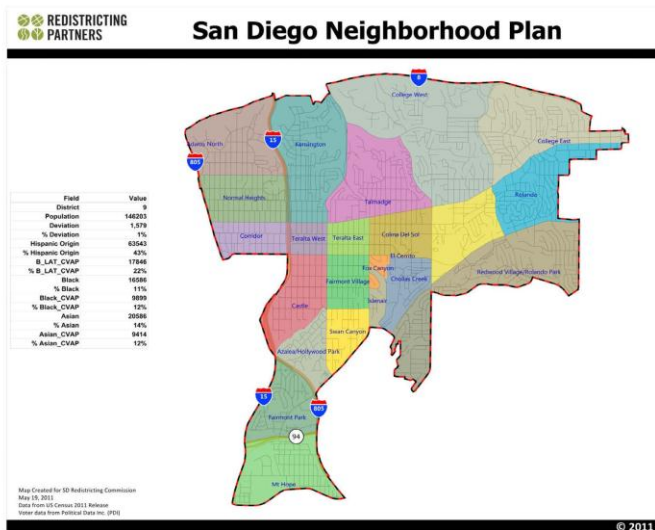 REDISTRICTING
PARTNERS
San Diego Neighborhood Plan
8
College West
Adams North
15
Kensington
College East
805
Talmadge
Rolando
Normal Heights
Corridor
Teralta West
Teralta East
Colina Del Sor
El Cerrito
Fox Canyon
Redwood Village/Rolando Park
Castle
Fairmont Village
Chollas Creek
Islenair
Swan Canyon
Azalea/Hollywood Park
15
805
Fairmont Park
94
Mt Hope
Field Value
District 9
Population 146203
Deviation 1,579
% Deviation 1%
Hispanic Origin 63543
% Hispanic Origin 43%
B_LAT_CVAP 17846
% B_LAT_CVAP 22%
Black 16586
% Black 11%
Black_CVAP 9899
% Black_CVAP 12%
Asian 20586
% Asian 14%
Asian_CVAP 9414
% Asian_CVAP 12%
Map Created for SD Redistricting Commission
May 19, 2011
Data from US Census 2011 Release
Voter data from Political Data Inc. (PDI)
© 2011